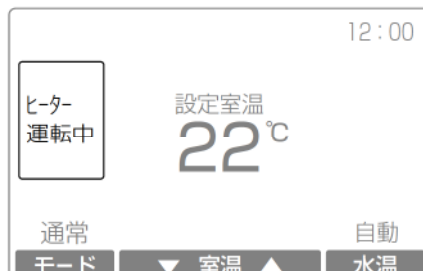 12:00
ヒーター
運転中
設定室温
22℃
通常
自動
モード
▼ 室温 ▲
水温